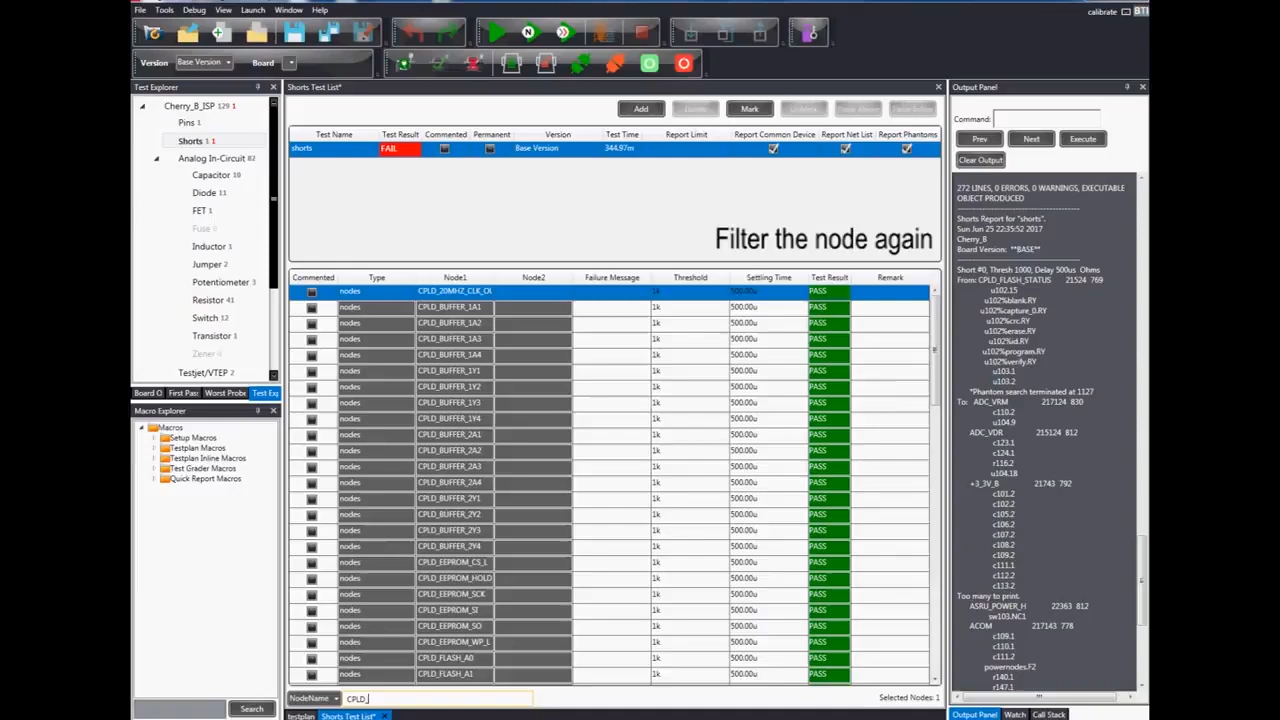 File Tools Debug View Launch Window Help
calibrate
BTI
N
Version Base Version Board
Test Explorer
Cherry_B_ISP 129 1
Pins 1
Shorts 1 1
Analog In-Circuit 82
Capacitor 10
Diode 11
FET 1
Fuse 0
Inductor 1
Jumper 2
Potentiometer 3
Resistor 41
Switch 12
Transistor 1
Zener 0
Testjet/VTEP 2
Board O First Pas Worst Probe Test Exp
Macro Explorer
Macros
Setup Macros
Testplan Macros
Testplan Inline Macros
Test Grader Macros
Quick Report Macros
Search
Shorts Test List*
Add Mark
Test Name Test Result Commented Permanent Version Test Time Report Limit Report Common Device Report Net List Report Phantoms
shorts FAIL Base Version 344.97m
Filter the node again
Commented Type Node1 Node2 Failure Message Threshold Settling Time Test Result Remark
nodes CPLD_20MHZ_CLK_OU 1k 500.00u PASS
nodes CPLD_BUFFER_1A1 1k 500.00u PASS
nodes CPLD_BUFFER_1A2 1k 500.00u PASS
nodes CPLD_BUFFER_1A3 1k 500.00u PASS
nodes CPLD_BUFFER_1A4 1k 500.00u PASS
nodes CPLD_BUFFER_1Y1 1k 500.00u PASS
nodes CPLD_BUFFER_1Y2 1k 500.00u PASS
nodes CPLD_BUFFER_1Y3 1k 500.00u PASS
nodes CPLD_BUFFER_1Y4 1k 500.00u PASS
nodes CPLD_BUFFER_2A1 1k 500.00u PASS
nodes CPLD_BUFFER_2A2 1k 500.00u PASS
nodes CPLD_BUFFER_2A3 1k 500.00u PASS
nodes CPLD_BUFFER_2A4 1k 500.00u PASS
nodes CPLD_BUFFER_2Y1 1k 500.00u PASS
nodes CPLD_BUFFER_2Y2 1k 500.00u PASS
nodes CPLD_BUFFER_2Y3 1k 500.00u PASS
nodes CPLD_BUFFER_2Y4 1k 500.00u PASS
nodes CPLD_EEPROM_CS_L 1k 500.00u PASS
nodes CPLD_EEPROM_HOLD 1k 500.00u PASS
nodes CPLD_EEPROM_SCK 1k 500.00u PASS
nodes CPLD_EEPROM_SI 1k 500.00u PASS
nodes CPLD_EEPROM_SO 1k 500.00u PASS
nodes CPLD_EEPROM_WP_L 1k 500.00u PASS
nodes CPLD_FLASH_A0 1k 500.00u PASS
nodes CPLD_FLASH_A1 1k 500.00u PASS
NodeName CPLD_ Selected Nodes: 1
testplan Shorts Test List*
Output Panel
Command:
Prev Next Execute
Clear Output
272 LINES, 0 ERRORS, 0 WARNINGS, EXECUTABLE
OBJECT PRODUCED
Shorts Report for "shorts".
Sun Jun 25 22:35:52 2017
Cherry_B
Board Version: **BASE**
Short #0, Thresh 1000, Delay 500us Ohms
From: CPLD_FLASH_STATUS 21524 769
u102.15
u102%blank.RY
u102%capture_0.RY
u102%crc.RY
u102%erase.RY
u102%id.RY
u102%program.RY
u102%verify.RY
u103.1
u103.2
*Phantom search terminated at 1127
To: ADC_VRM 217124 830
c110.2
u104.9
ADC_VDR 215124 812
c123.1
c124.1
r116.2
u104.18
+3_3V_B 21743 792
c101.2
c102.2
c105.2
c106.2
c107.2
c108.2
c109.2
c111.1
c112.2
c113.2
Too many to print.
ASRU_POWER_H 22363 812
sw103.NC1
ACOM 217143 778
c109.1
c110.1
c111.2
powernodes.F2
r140.1
r147.1
Output Panel Watch Call Stack